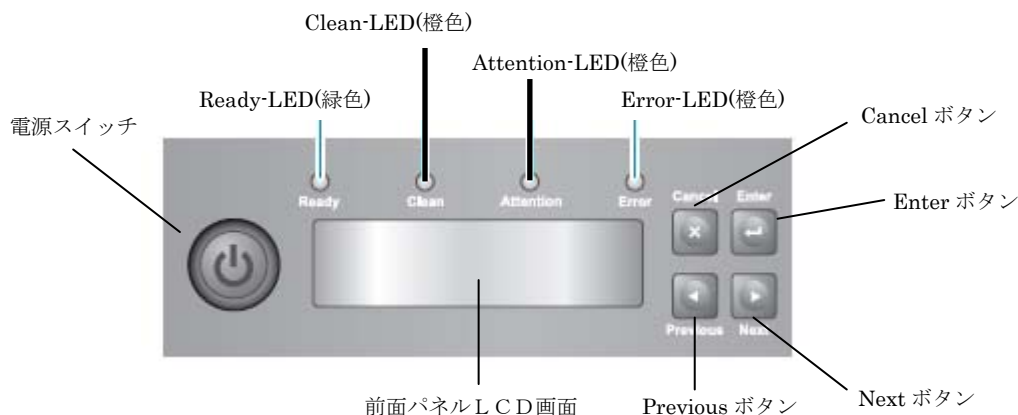 Clean-LED(橙色)
Attention-LED(橙色)
Ready-LED(緑色)
Error-LED(橙色)
電源スイッチ
Cancel ボタン
Enter ボタン
Ready
Clean
Attention
Error
Cancel
Enter
Previous
Next
前面パネルLCD画面
Previous ボタン
Next ボタン